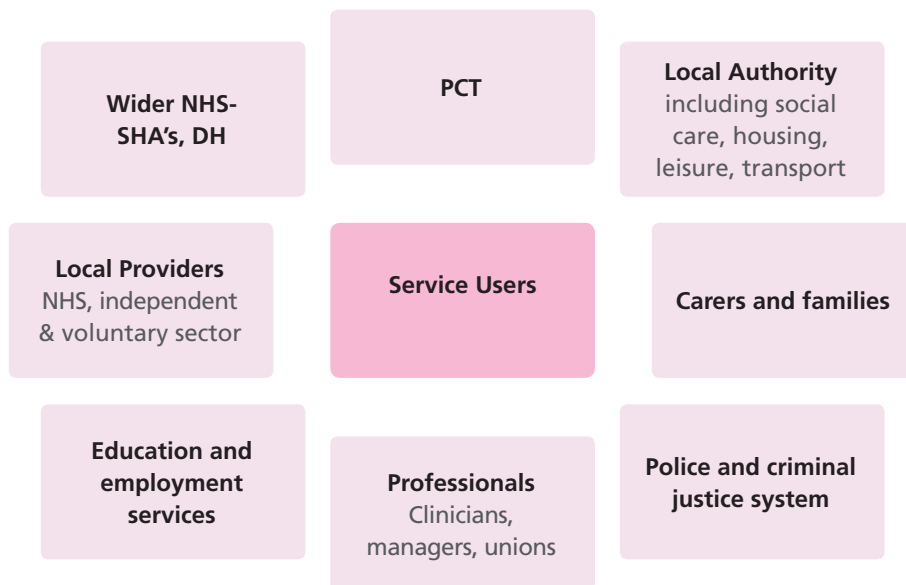 Wider NHS-
SHA's, DH
PCT
Local Authority
including social
care, housing,
leisure, transport
Local Providers
NHS, independent
& voluntary sector
Service Users
Carers and families
Education and
employment
services
Professionals
Clinicians,
managers, unions
Police and criminal
justice system